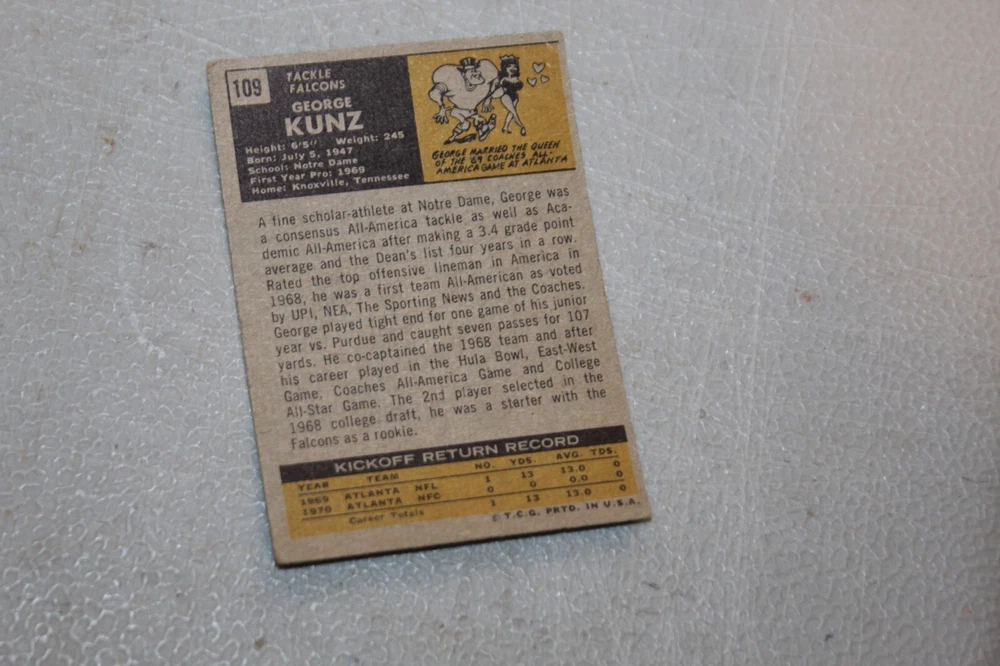 109
TACKLE
FALCONS
GEORGE
KUNZ
Height: 6'5" Weight: 245
Born: July 5, 1947
School: Notre Dame
First Year Pro: 1969
Home: Knoxville, Tennessee
GEORGE MARRIED THE QUEEN
OF THE '69 COACHES ALL-
AMERICA GAME AT ATLANTA
A fine scholar-athlete at Notre Dame, George was
a consensus All-America tackle as well as Aca-
demic All-America after making a 3.4 grade point
average and the Dean's list four years in a row.
Rated the top offensive lineman in America in
1968, he was a first team All-American as voted
by UPI, NEA, The Sporting News and the Coaches.
George played tight end for one game of his junior
year vs. Purdue and caught seven passes for 107
yards. He co-captained the 1968 team and after
his career played in the Hula Bowl, East-West
Game, Coaches All-America Game and College
All-Star Game. The 2nd player selected in the
1968 college draft, he was a starter with the
Falcons as a rookie.
KICKOFF RETURN RECORD
YEAR TEAM NO. YDS. AVG. TDS.
1969 ATLANTA NFL 1 13 13.0 0
1970 ATLANTA NFC 0 0 0.0 0
Career Totals 1 13 13.0 0
© T.C.G. PRTD. IN U.S.A.